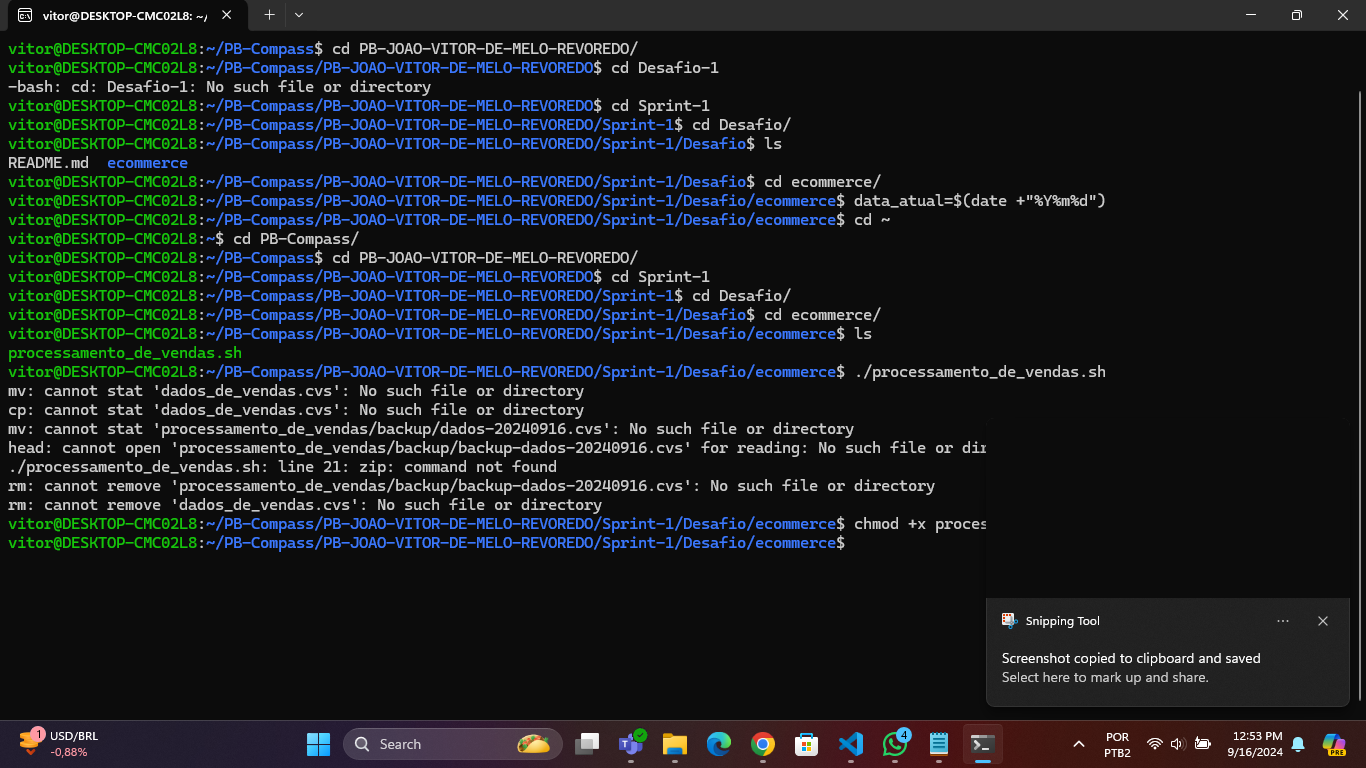 vitor@DESKTOP-CMC02L8: ~/
vitor@DESKTOP-CMC02L8:~/PB-Compass$ cd PB-JOAO-VITOR-DE-MELO-REVOREDO/
vitor@DESKTOP-CMC02L8:~/PB-Compass/PB-JOAO-VITOR-DE-MELO-REVOREDO$ cd Desafio-1
-bash: cd: Desafio-1: No such file or directory
vitor@DESKTOP-CMC02L8:~/PB-Compass/PB-JOAO-VITOR-DE-MELO-REVOREDO$ cd Sprint-1
vitor@DESKTOP-CMC02L8:~/PB-Compass/PB-JOAO-VITOR-DE-MELO-REVOREDO/Sprint-1$ cd Desafio/
vitor@DESKTOP-CMC02L8:~/PB-Compass/PB-JOAO-VITOR-DE-MELO-REVOREDO/Sprint-1/Desafio$ ls
README.md  ecommerce
vitor@DESKTOP-CMC02L8:~/PB-Compass/PB-JOAO-VITOR-DE-MELO-REVOREDO/Sprint-1/Desafio$ cd ecommerce/
vitor@DESKTOP-CMC02L8:~/PB-Compass/PB-JOAO-VITOR-DE-MELO-REVOREDO/Sprint-1/Desafio/ecommerce$ data_atual=$(date +"%Y%m%d")
vitor@DESKTOP-CMC02L8:~/PB-Compass/PB-JOAO-VITOR-DE-MELO-REVOREDO/Sprint-1/Desafio/ecommerce$ cd ~
vitor@DESKTOP-CMC02L8:~$ cd PB-Compass/
vitor@DESKTOP-CMC02L8:~/PB-Compass$ cd PB-JOAO-VITOR-DE-MELO-REVOREDO/
vitor@DESKTOP-CMC02L8:~/PB-Compass/PB-JOAO-VITOR-DE-MELO-REVOREDO$ cd Sprint-1
vitor@DESKTOP-CMC02L8:~/PB-Compass/PB-JOAO-VITOR-DE-MELO-REVOREDO/Sprint-1$ cd Desafio/
vitor@DESKTOP-CMC02L8:~/PB-Compass/PB-JOAO-VITOR-DE-MELO-REVOREDO/Sprint-1/Desafio$ cd ecommerce/
vitor@DESKTOP-CMC02L8:~/PB-Compass/PB-JOAO-VITOR-DE-MELO-REVOREDO/Sprint-1/Desafio/ecommerce$ ls
processamento_de_vendas.sh
vitor@DESKTOP-CMC02L8:~/PB-Compass/PB-JOAO-VITOR-DE-MELO-REVOREDO/Sprint-1/Desafio/ecommerce$ ./processamento_de_vendas.sh
mv: cannot stat 'dados_de_vendas.cvs': No such file or directory
cp: cannot stat 'dados_de_vendas.cvs': No such file or directory
mv: cannot stat 'processamento_de_vendas/backup/dados-20240916.cvs': No such file or directory
head: cannot open 'processamento_de_vendas/backup/backup-dados-20240916.cvs' for reading: No such file or dir
./processamento_de_vendas.sh: line 21: zip: command not found
rm: cannot remove 'processamento_de_vendas/backup/backup-dados-20240916.cvs': No such file or directory
rm: cannot remove 'dados_de_vendas.cvs': No such file or directory
vitor@DESKTOP-CMC02L8:~/PB-Compass/PB-JOAO-VITOR-DE-MELO-REVOREDO/Sprint-1/Desafio/ecommerce$ chmod +x proces
vitor@DESKTOP-CMC02L8:~/PB-Compass/PB-JOAO-VITOR-DE-MELO-REVOREDO/Sprint-1/Desafio/ecommerce$
Snipping Tool
Screenshot copied to clipboard and saved
Select here to mark up and share.
1
USD/BRL
-0,88%
Search
4
POR
PTB2
12:53 PM
9/16/2024
PRE